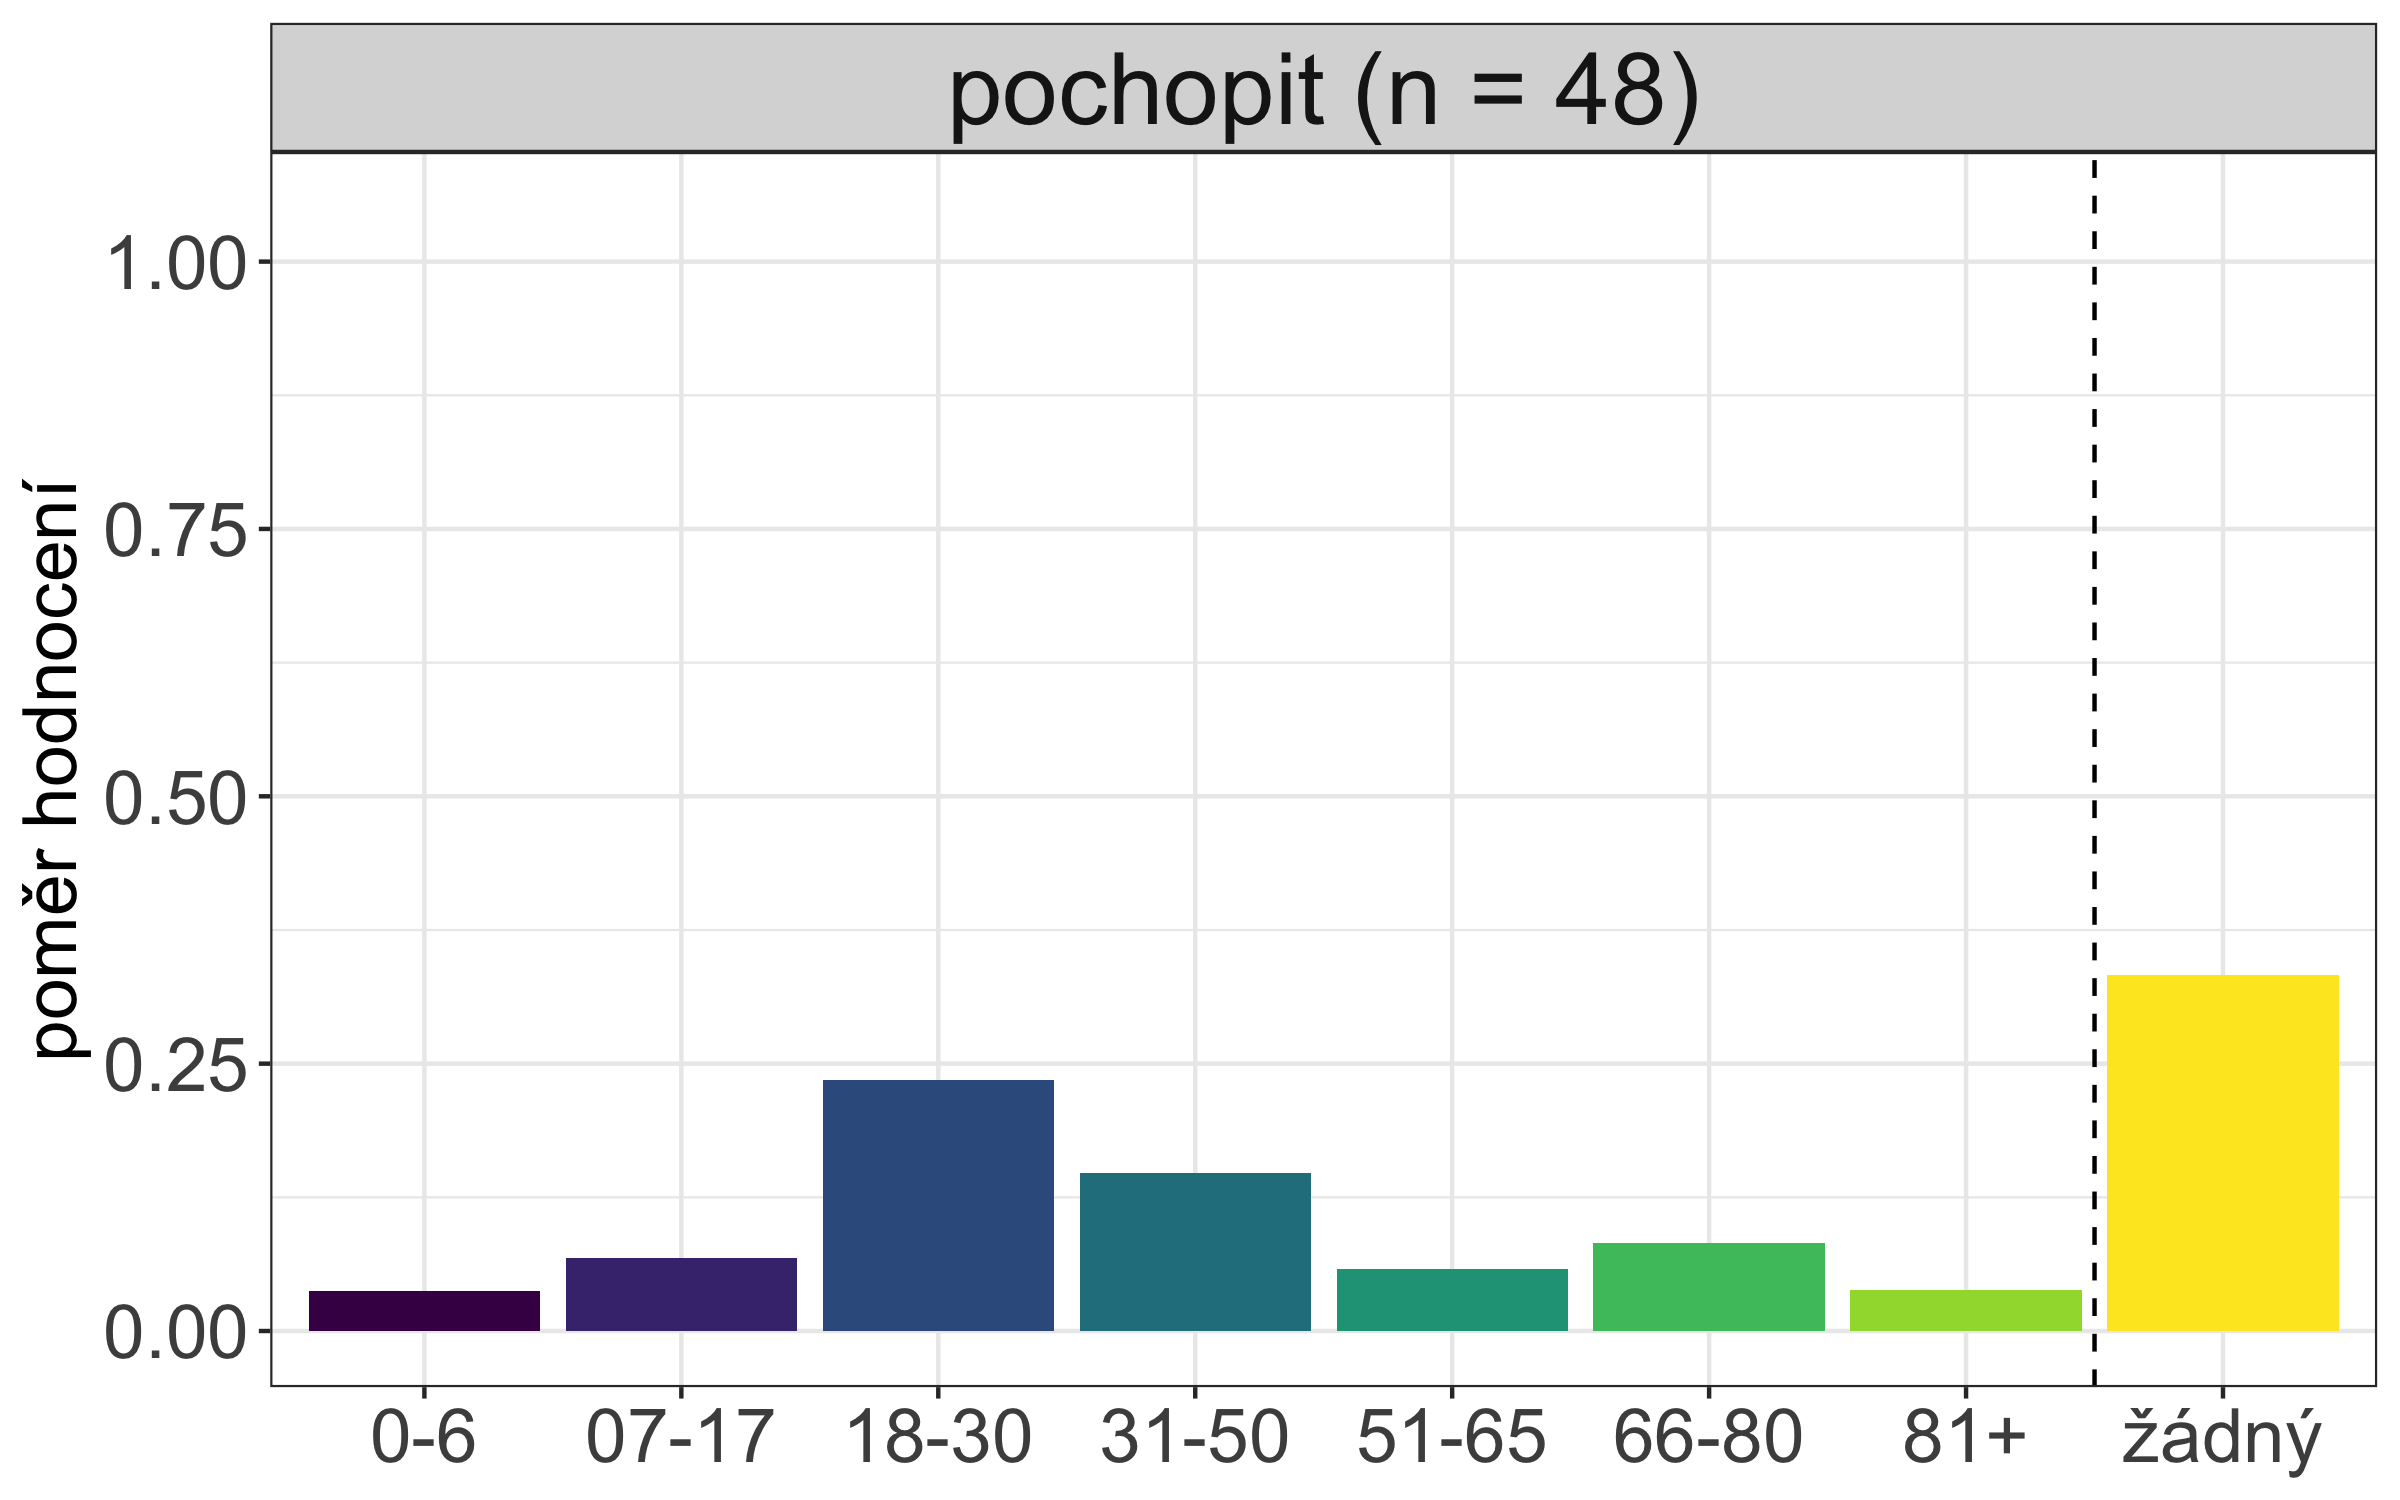 pochopit (n = 48)
poměr hodnocení
1.00
0.75
0.50
0.25
0.00
0-6 07-17 18-30 31-50 51-65 66-80 81+ žádný